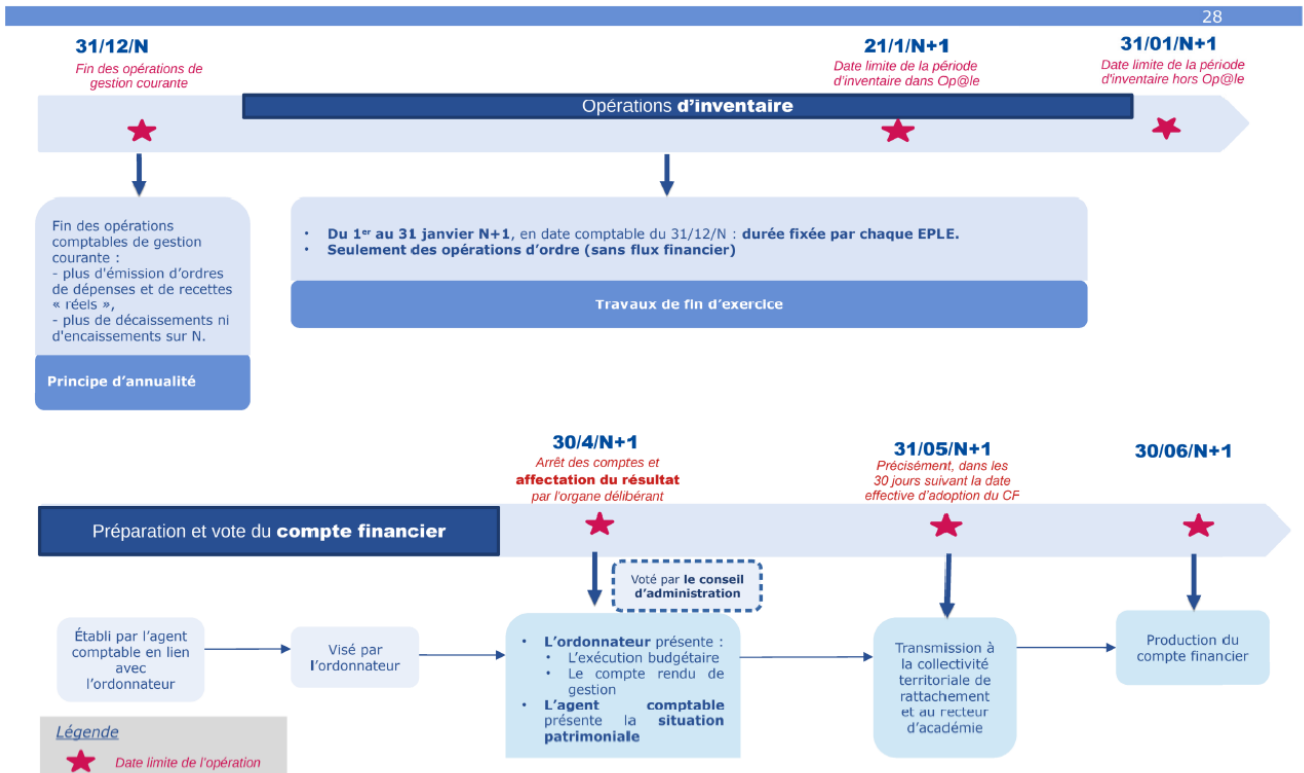 28
31/12/N
Fin des opérations de
gestion courante
21/1/N+1
Date limite de la période
d'inventaire dans Op@le
31/01/N+1
Date limite de la période
d'inventaire hors Op@le
Opérations d'inventaire
Fin des opérations
comptables de gestion
courante :
- plus d'émission d'ordres
de dépenses et de recettes
« réels »,
- plus de décaissements ni
d'encaissements sur N.
Principe d'annualité
• Du 1er au 31 janvier N+1, en date comptable du 31/12/N : durée fixée par chaque EPLE.
• Seulement des opérations d'ordre (sans flux financier)
Travaux de fin d'exercice
30/4/N+1
Arrêt des comptes et
affectation du résultat
par l'organe délibérant
31/05/N+1
Précisément, dans les
30 jours suivant la date
effective d'adoption du CF
30/06/N+1
Préparation et vote du compte financier
Voté par le conseil
d'administration
Établi par l'agent
comptable en lien
avec
l'ordonnateur
Visé par
l'ordonnateur
• L'ordonnateur présente :
• L'exécution budgétaire
• Le compte rendu de
gestion
• L'agent comptable
présente la situation
patrimoniale
Transmission à
la collectivité
territoriale de
rattachement
et au recteur
d'académie
Production du
compte financier
Légende
Date limite de l'opération